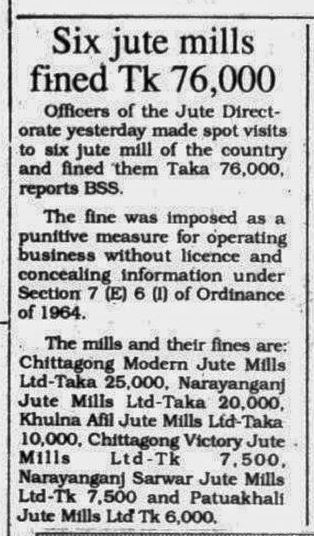 Six jute mills
fined Tk 76,000
Officers of the Jute Direct-
orate yesterday made spot visits
to six jute mill of the country
and fined them Taka 76,000,
reports BSS.
The fine was imposed as a
punitive measure for operating
business without licence and
concealing information under
Section 7 (E) 6 (I) of Ordinance
of 1964.
The mills and their fines are:
Chittagong Modern Jute Mills
Ltd-Taka 25,000, Narayanganj
Jute Mills Ltd-Taka 20,000,
Khulna Afil Jute Mills Ltd-Taka
10,000, Chittagong Victory Jute
Mills Ltd-Tk 7,500,
Narayanganj Sarwar Jute Mills
Ltd-Tk 7,500 and Patuakhali
Jute Mills Ltd Tk 6,000.